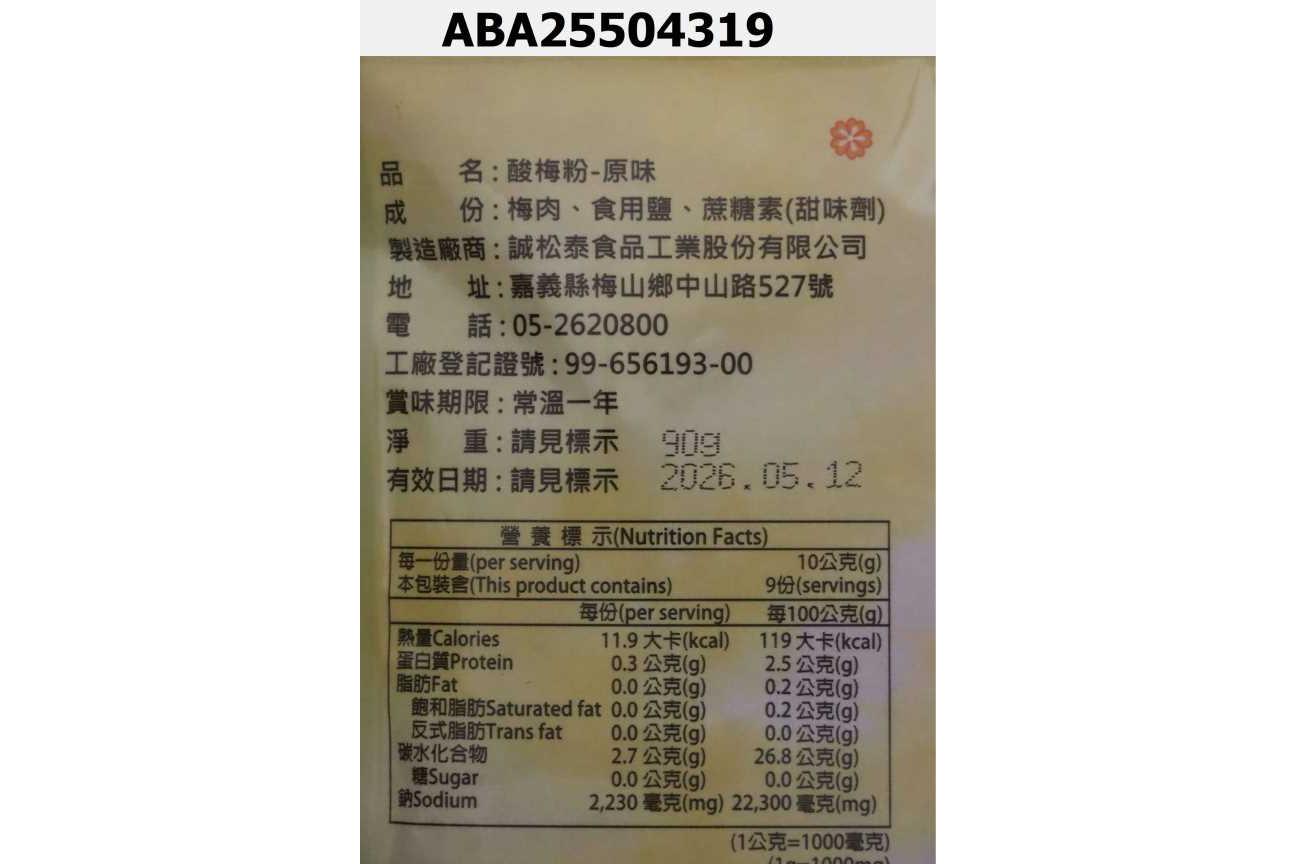 ABA25504319
品 名：酸梅粉-原味
成 份：梅肉、食用鹽、蔗糖素(甜味劑)
製造廠商：誠松泰食品工業股份有限公司
地 址：嘉義縣梅山鄉中山路527號
電 話：05-2620800
工廠登記證號：99-656193-00
賞味期限：常溫一年
淨 重：請見標示 90g
有效日期：請見標示 2026.05.12
營養標示(Nutrition Facts)
每一份量(per serving) 10公克(g)
本包裝含(This product contains) 9份(servings)
每份(per serving) 每100公克(g)
熱量Calories 11.9 大卡(kcal) 119 大卡(kcal)
蛋白質Protein 0.3 公克(g) 2.5 公克(g)
脂肪Fat 0.0 公克(g) 0.2 公克(g)
飽和脂肪Saturated fat 0.0 公克(g) 0.2 公克(g)
反式脂肪Trans fat 0.0 公克(g) 0.0 公克(g)
碳水化合物 2.7 公克(g) 26.8 公克(g)
糖Sugar 0.0 公克(g) 0.0 公克(g)
鈉Sodium 2,230 毫克(mg) 22,300 毫克(mg)
(1公克=1000毫克)
(1g=1000mg)